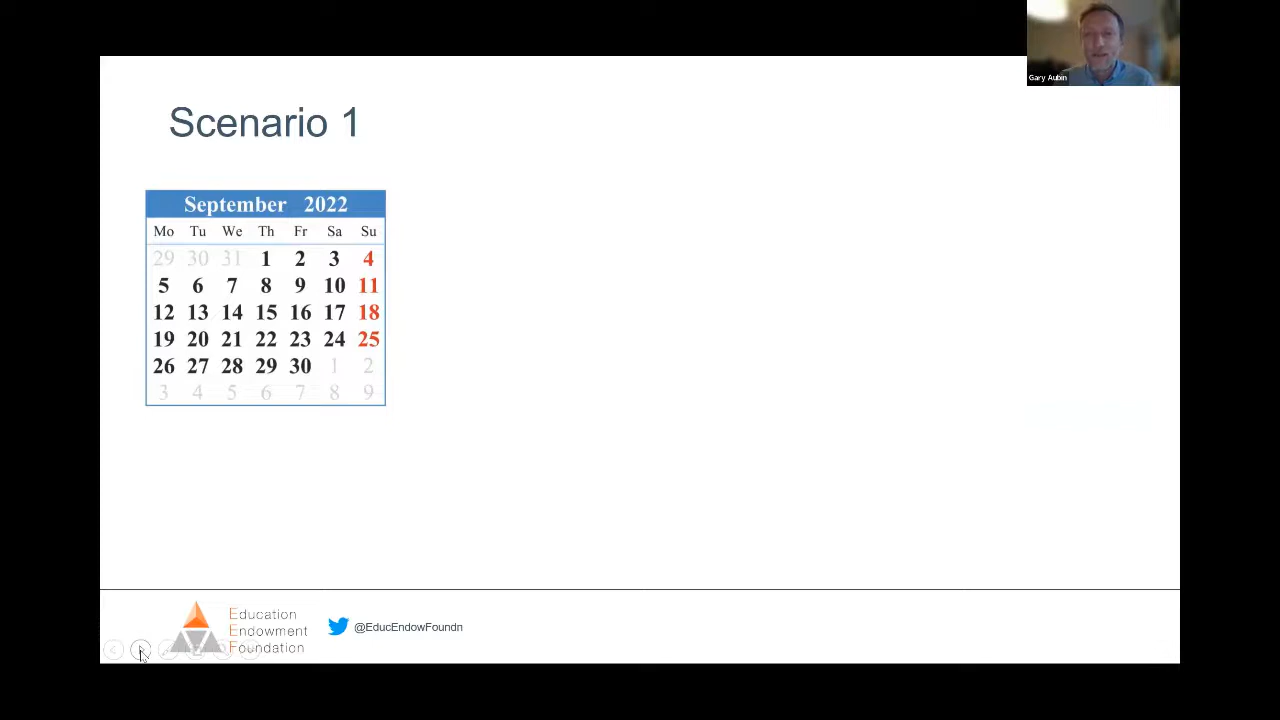 Gary Aubin
Scenario 1
September 2022
Mo Tu We Th Fr Sa Su
29 30 31 1 2 3 4
5 6 7 8 9 10 11
12 13 14 15 16 17 18
19 20 21 22 23 24 25
26 27 28 29 30 1 2
3 4 5 6 7 8 9
Education
Endowment
Foundation
@EducEndowFoundn